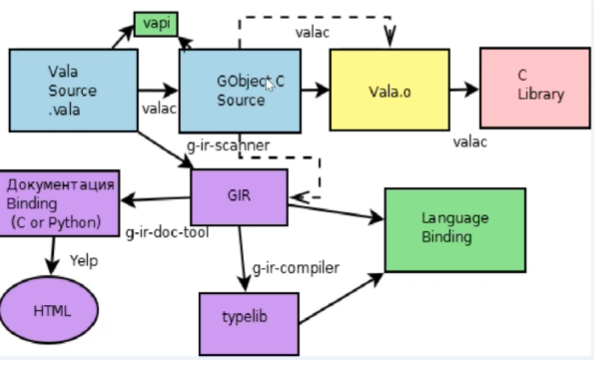 vapi
valac
Vala
Source
.vala
valac
GObject C
Source
Vala.o
C
Library
valac
g-ir-scanner
Документация
Binding
(C or Python)
GIR
Language
Binding
g-ir-doc-tool
Yelp
g-ir-compiler
HTML
typelib